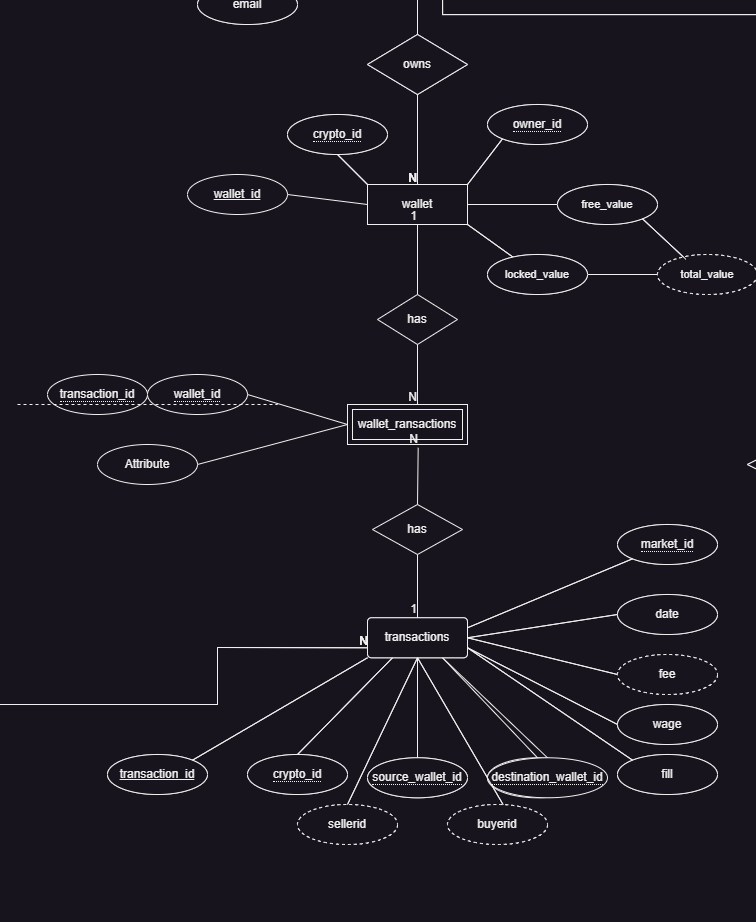 email
owns
crypto_id
owner_id
N
wallet_id
wallet
free_value
1
locked_value
total_value
has
transaction_id
wallet_id
N
wallet_ransactions
N
Attribute
has
market_id
1
date
N
transactions
fee
wage
transaction_id
crypto_id
source_wallet_id
destination_wallet_id
fill
sellerid
buyerid